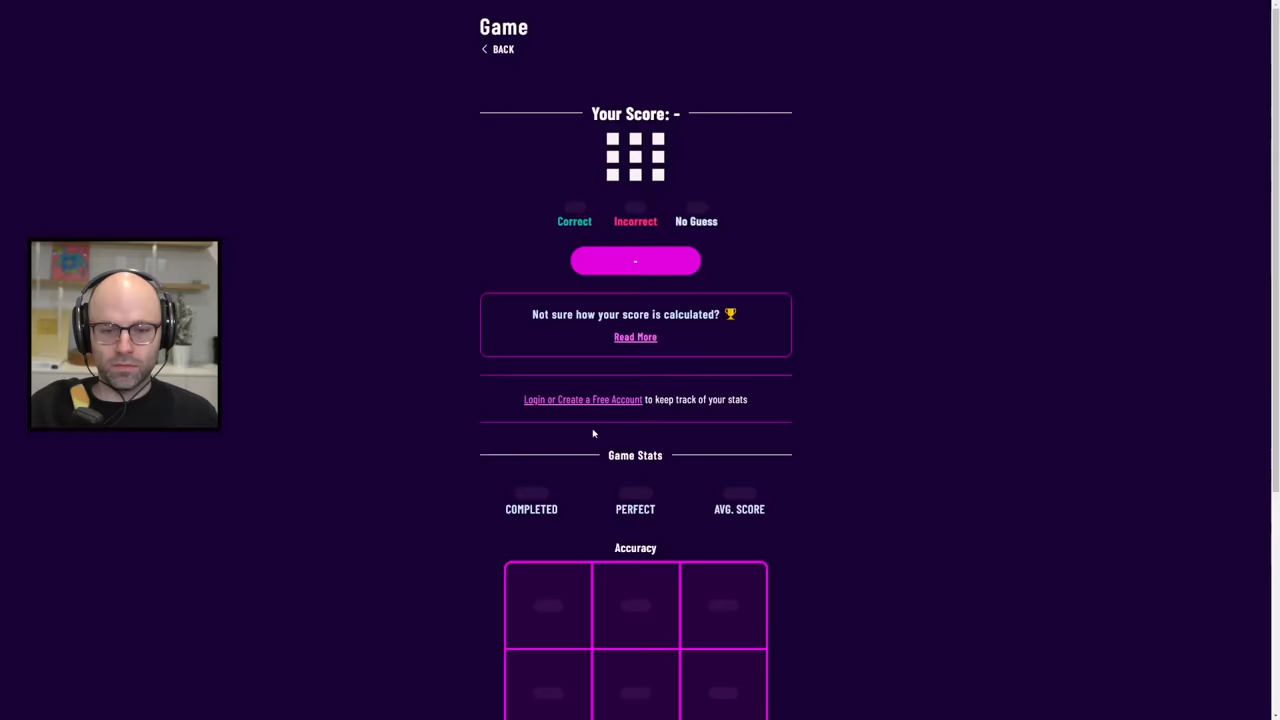 Game
BACK
Your Score: -
Correct Incorrect No Guess
-
Not sure how your score is calculated? 🏆
Read More
Login or Create a Free Account to keep track of your stats
Game Stats
COMPLETED PERFECT AVG. SCORE
Accuracy